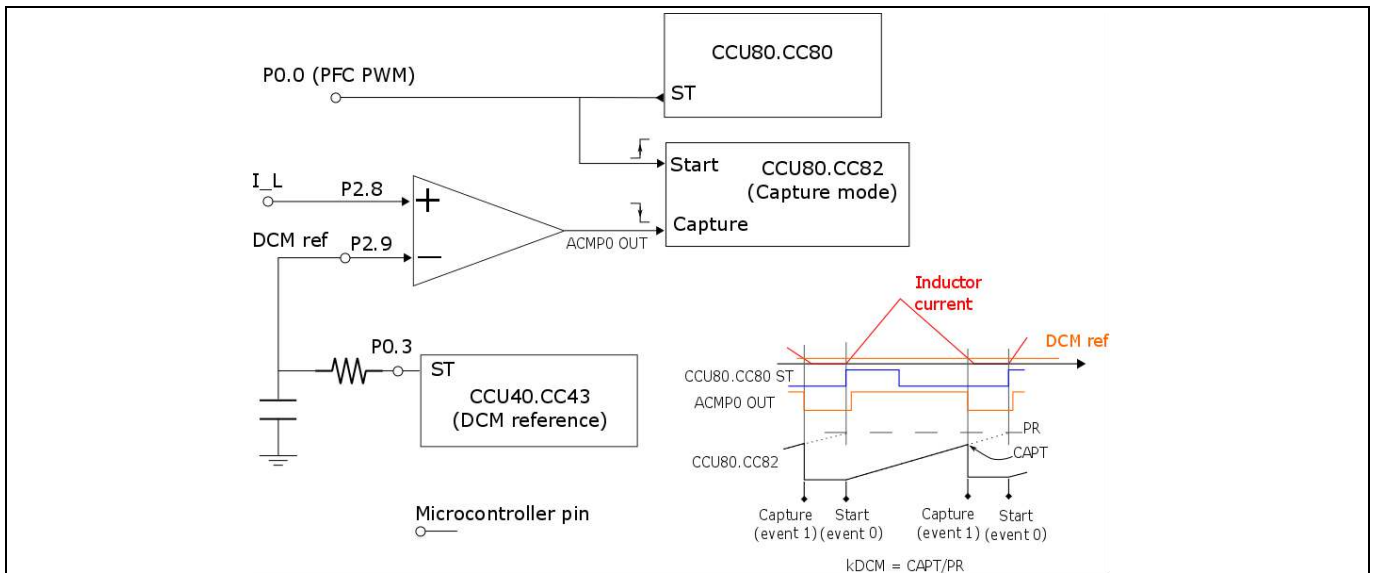 CCU80.CC80
P0.0 (PFC PWM)
ST
Start
CCU80.CC82
(Capture mode)
Capture
I_L
P2.8
+
DCM ref
P2.9
−
ACMP0 OUT
P0.3
ST
CCU40.CC43
(DCM reference)
Microcontroller pin
Inductor
current
DCM ref
CCU80.CC80 ST
ACMP0 OUT
PR
CAPT
CCU80.CC82
Capture
(event 1)
Start
(event 0)
Capture
(event 1)
Start
(event 0)
kDCM = CAPT/PR